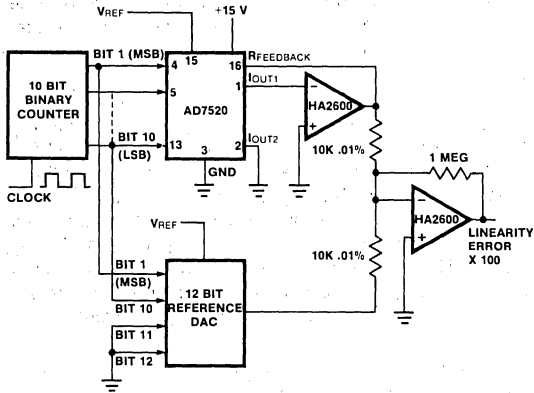 VREF
+15 V
BIT 1 (MSB)
4
15
16
RFEEDBACK
1
IOUT1
10 BIT
BINARY
COUNTER
5
AD7520
HA2600
−
+
BIT 10
(LSB)
13
3
2
IOUT2
GND
10K .01%
1 MEG
CLOCK
HA2600
−
+
LINEARITY
ERROR
X 100
VREF
10K .01%
BIT 1
(MSB)
BIT 10
BIT 11
BIT 12
12 BIT
REFERENCE
DAC